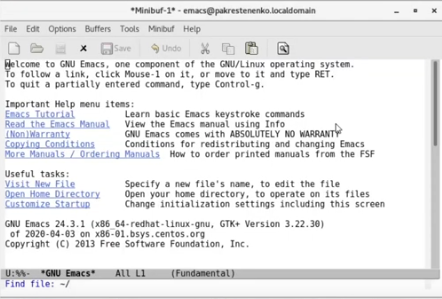 *Minibuf-1* - emacs@pakrestenenko.localdomain
File Edit Options Buffers Tools Minibuf Help
Save Undo
Welcome to GNU Emacs, one component of the GNU/Linux operating system.
To follow a link, click Mouse-1 on it, or move to it and type RET.
To quit a partially entered command, type Control-g.
Important Help menu items:
Emacs Tutorial Learn basic Emacs keystroke commands
Read the Emacs Manual View the Emacs manual using Info
(Non)Warranty GNU Emacs comes with ABSOLUTELY NO WARRANTY
Copying Conditions Conditions for redistributing and changing Emacs
More Manuals / Ordering Manuals How to order printed manuals from the FSF
Useful tasks:
Visit New File Specify a new file's name, to edit the file
Open Home Directory Open your home directory, to operate on its files
Customize Startup Change initialization settings including this screen
GNU Emacs 24.3.1 (x86_64-redhat-linux-gnu, GTK+ Version 3.22.30)
of 2020-04-03 on x86-01.bsys.centos.org
Copyright (C) 2013 Free Software Foundation, Inc.
U:%%- *GNU Emacs* All L1 (Fundamental)
Find file: ~/